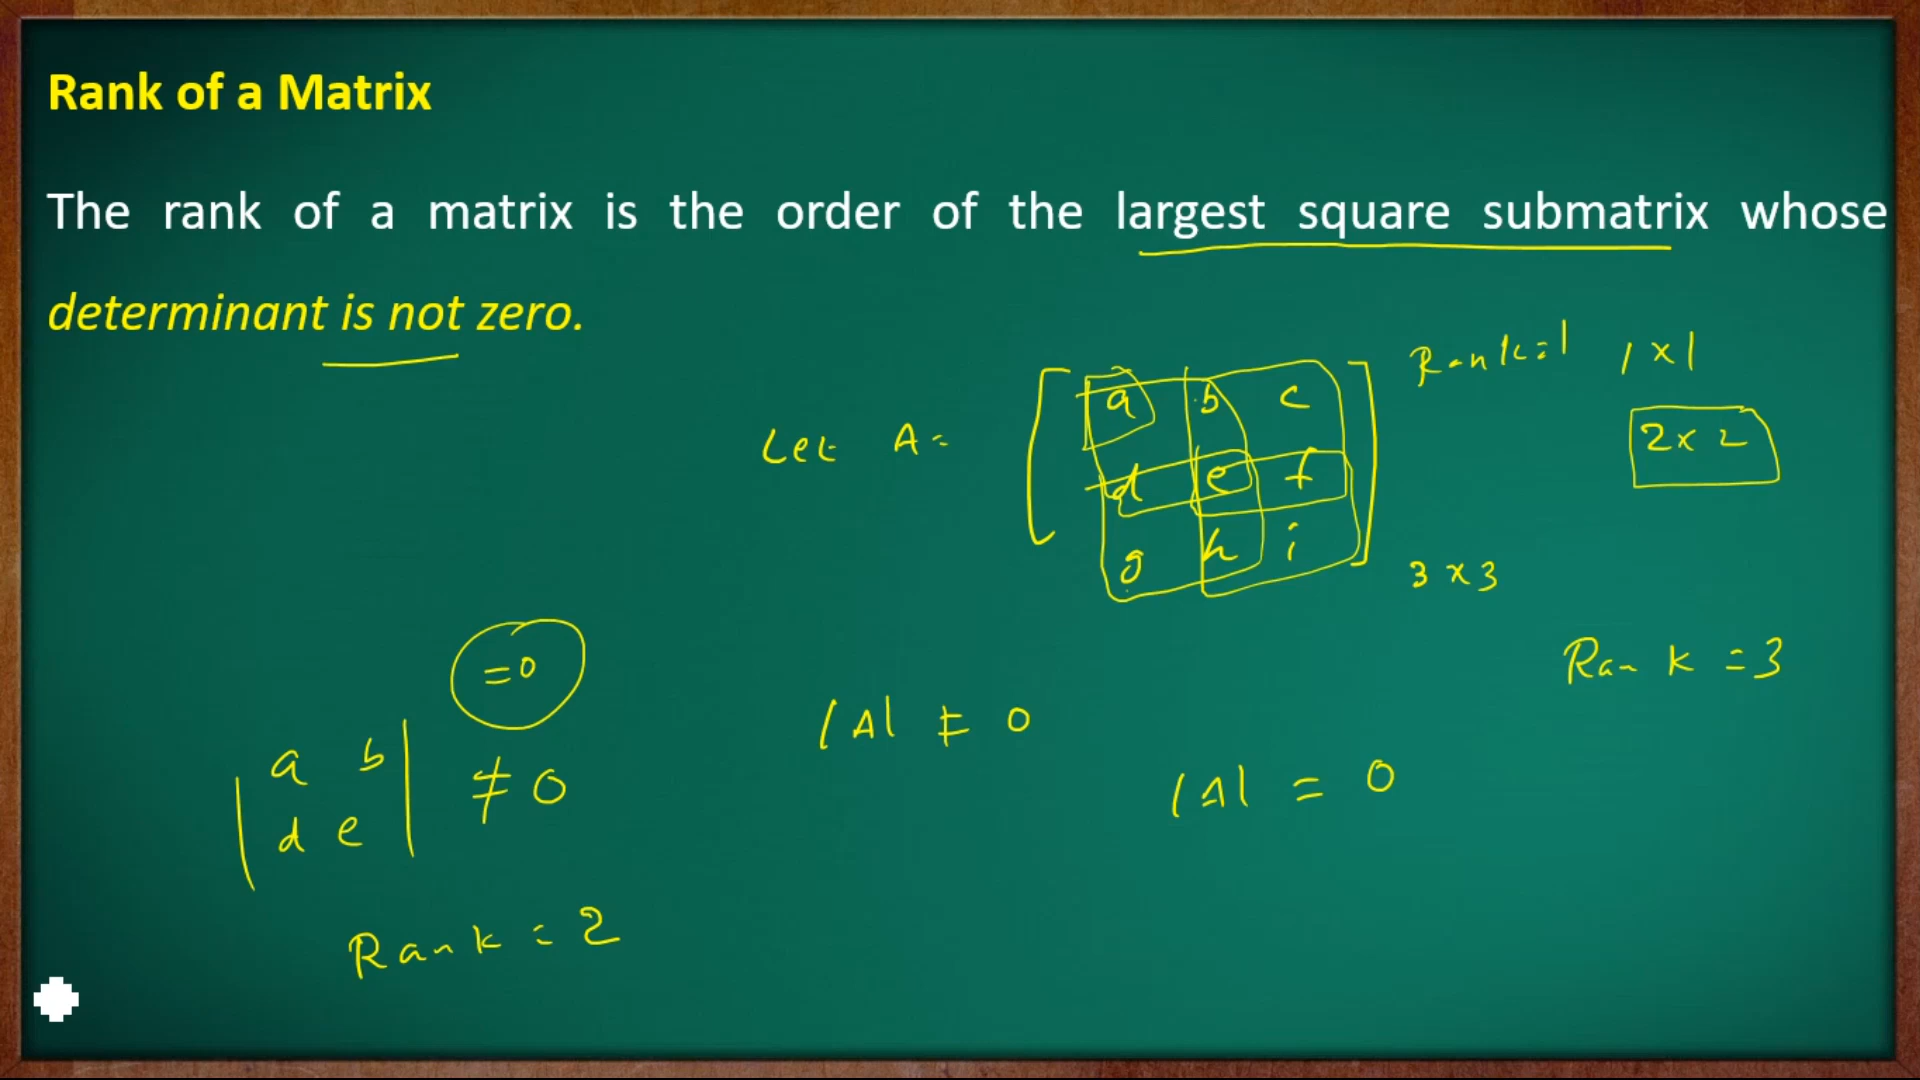 Rank of a Matrix
The rank of a matrix is the order of the largest square submatrix whose
determinant is not zero.
Rank=1 1x1
Let A= a b c
2x2
d e f
g h i
3x3
=0
Rank =3
|A| ≠ 0
a b
≠ 0
|A| = 0
d e
Rank = 2